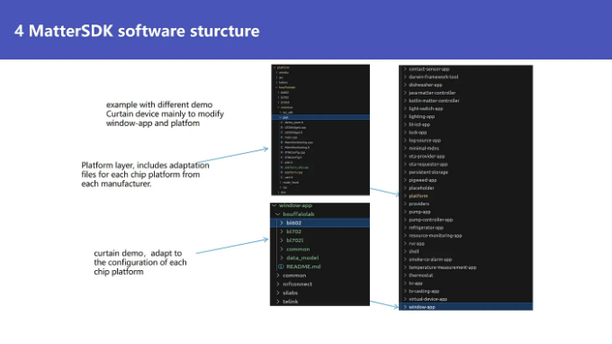 4 MatterSDK software sturcture
example with different demo
Curtain device mainly to modify
window-app and platfom
Platform layer, includes adaptation
files for each chip platform from
each manufacturer.
curtain demo，adapt to
the configuration of each
chip platform
platform
bouffalolab
common
window-app
bouffalolab
bl602
bl702
bl702l
common
data_model
README.md
common
nxfconnect
silabs
telink
contact-sensor-app
darwin-framework-tool
dishwasher-app
java-matter-controller
kotlin-matter-controller
light-switch-app
lighting-app
lit-icd-app
lock-app
log-source-app
minimal-mdns
ota-provider-app
ota-requestor-app
persistent-storage
pigweed-app
placeholder
platform
providers
pump-app
pump-controller-app
refrigerator-app
resource-monitoring-app
rvc-app
shell
smoke-co-alarm-app
temperature-measurement-app
thermostat
tv-app
tv-casting-app
virtual-device-app
window-app